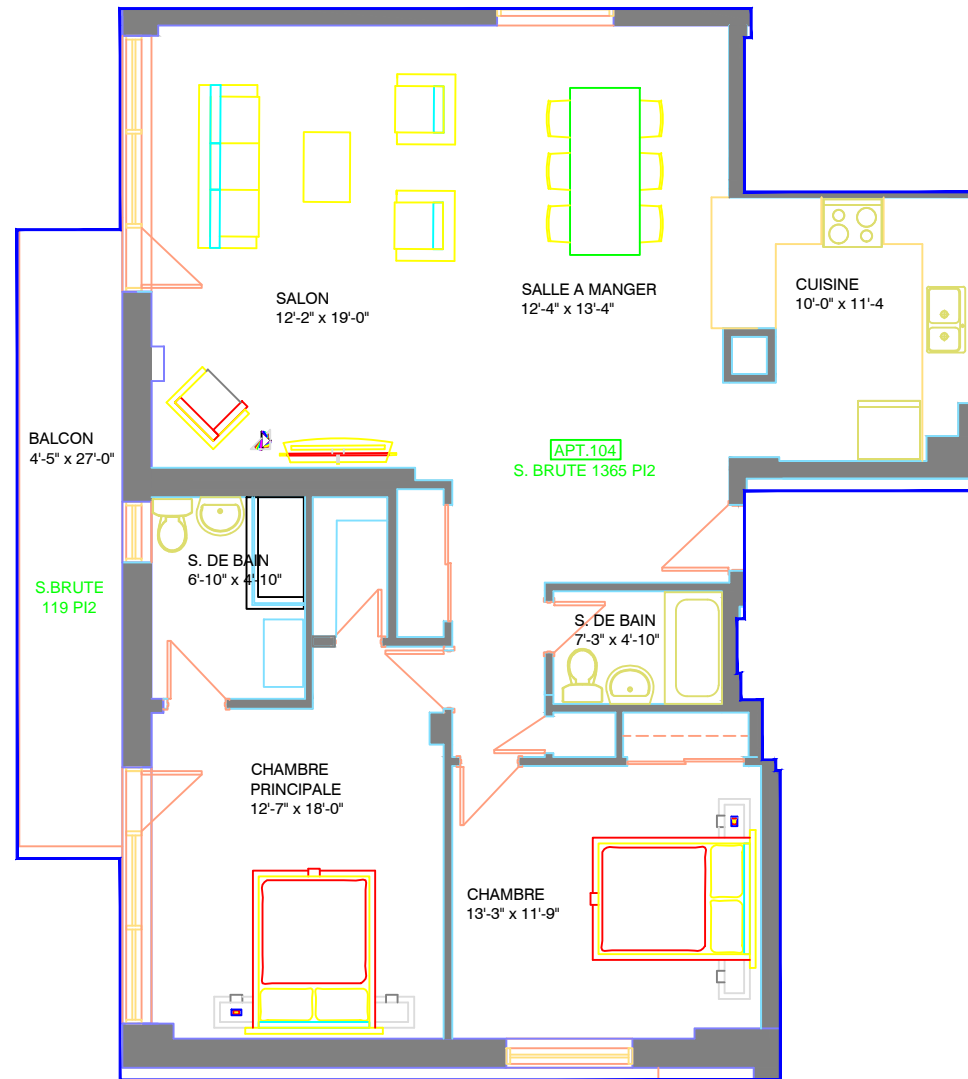 SALON
12'-2" x 19'-0"
SALLE A MANGER
12'-4" x 13'-4"
CUISINE
10'-0" x 11'-4
BALCON
4'-5" x 27'-0"
APT.104
S. BRUTE 1365 PI2
S. DE BAIN
6'-10" x 4'-10"
S.BRUTE
119 PI2
S. DE BAIN
7'-3" x 4'-10"
CHAMBRE
PRINCIPALE
12'-7" x 18'-0"
CHAMBRE
13'-3" x 11'-9"